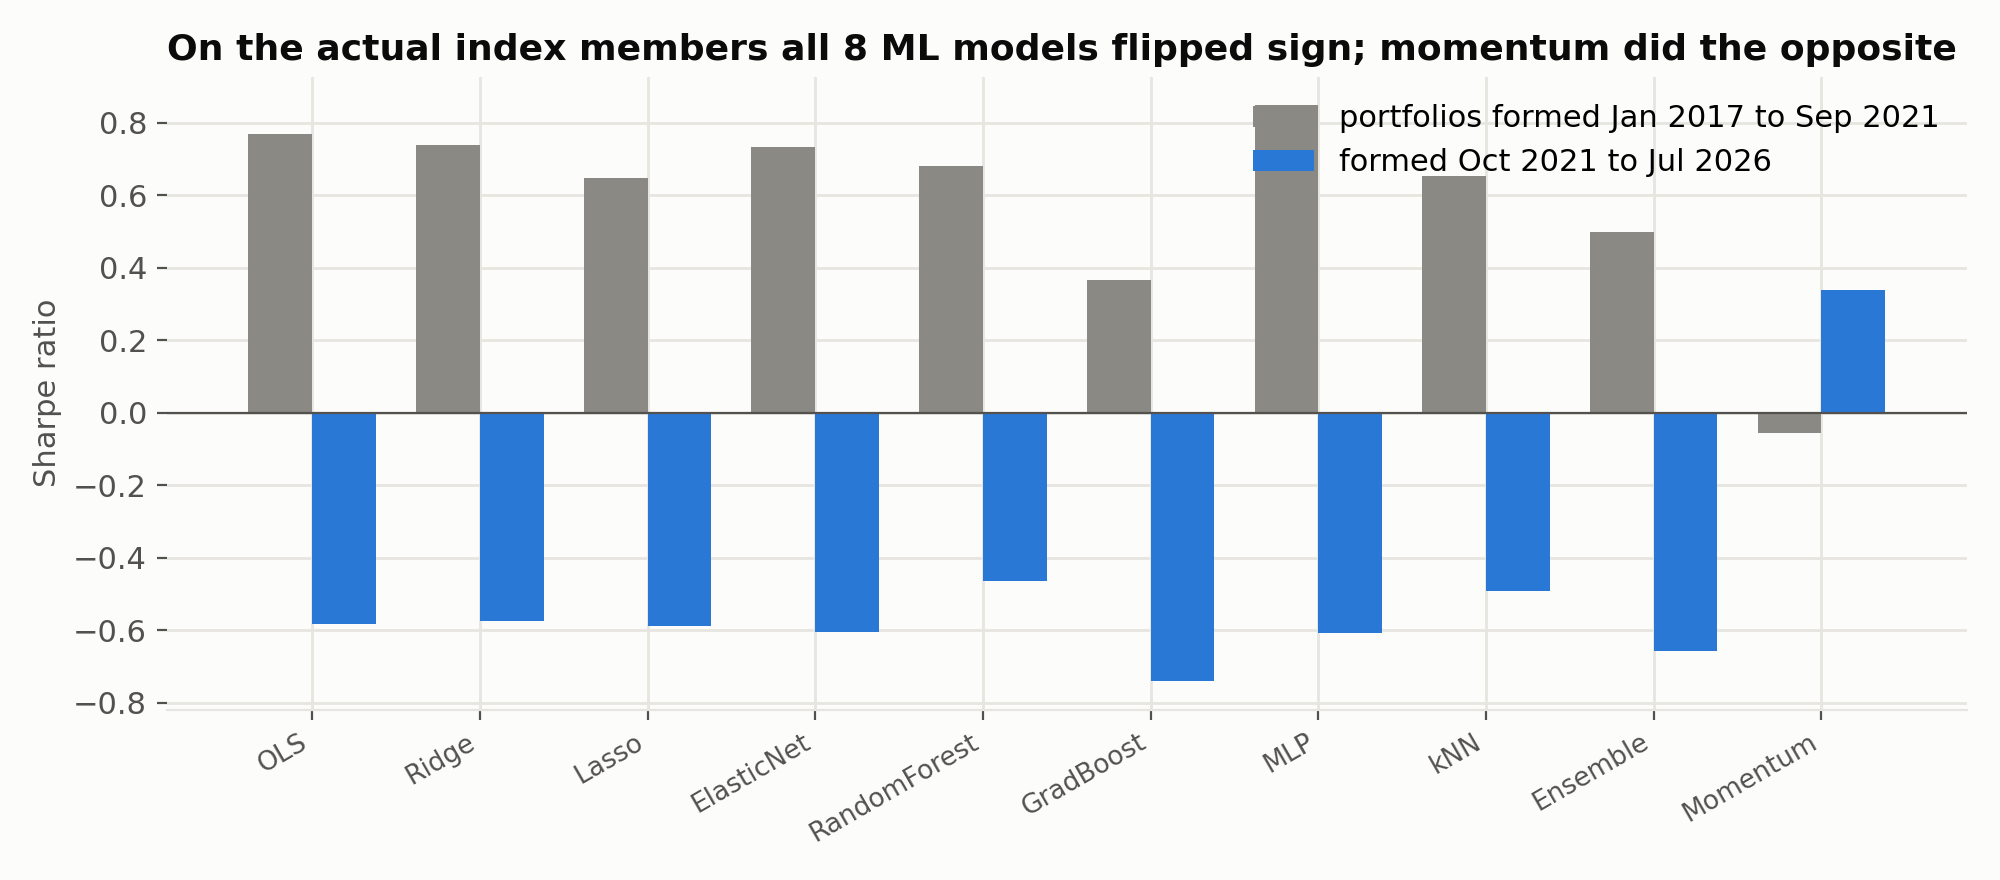 On the actual index members all 8 ML models flipped sign; momentum did the opposite
portfolios formed Jan 2017 to Sep 2021
formed Oct 2021 to Jul 2026
Sharpe ratio
0.8
0.6
0.4
0.2
0.0
−0.2
−0.4
−0.6
−0.8
OLS
Ridge
Lasso
ElasticNet
RandomForest
GradBoost
MLP
kNN
Ensemble
Momentum